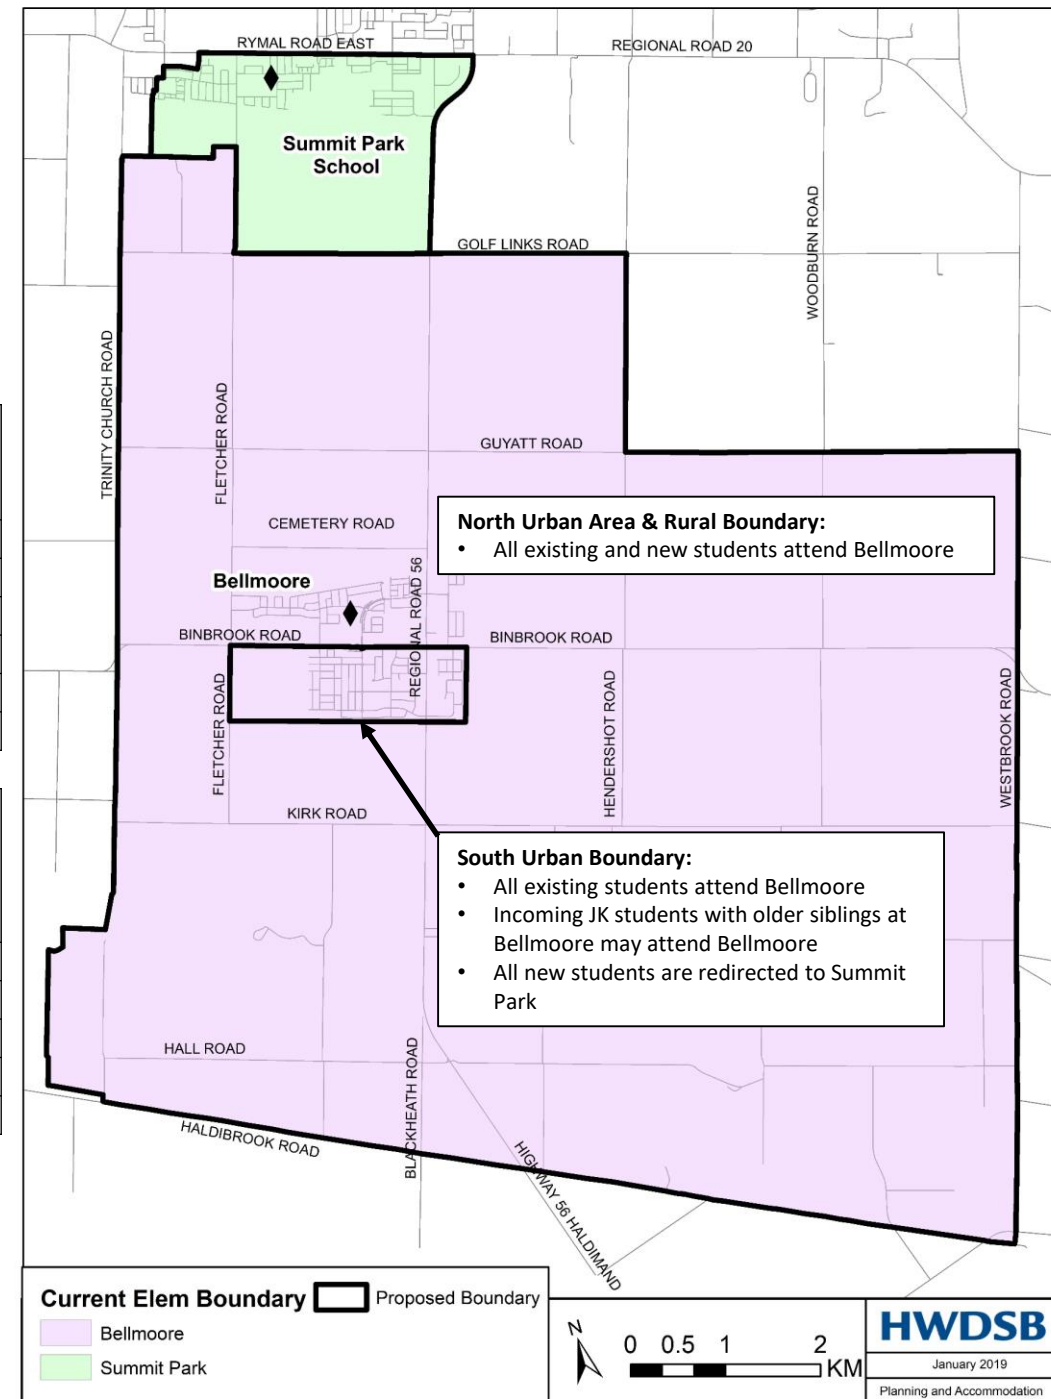 RYMAL ROAD EAST
REGIONAL ROAD 20
Summit Park
School
WOODBURN ROAD
GOLF LINKS ROAD
TRINITY CHURCH ROAD
FLETCHER ROAD
GUYATT ROAD
CEMETERY ROAD
North Urban Area & Rural Boundary:
• All existing and new students attend Bellmoore
Bellmoore
REGIONAL ROAD 56
BINBROOK ROAD
BINBROOK ROAD
FLETCHER ROAD
HENDERSHOT ROAD
WESTBROOK ROAD
KIRK ROAD
South Urban Boundary:
• All existing students attend Bellmoore
• Incoming JK students with older siblings at
Bellmoore may attend Bellmoore
• All new students are redirected to Summit
Park
HALL ROAD
BLACKHEATH ROAD
HALDIBROOK ROAD
HIGHWAY 56 HALDIMAND
Current Elem Boundary
Proposed Boundary
Bellmoore
Summit Park
N
0 0.5 1 2
KM
HWDSB
January 2019
Planning and Accommodation